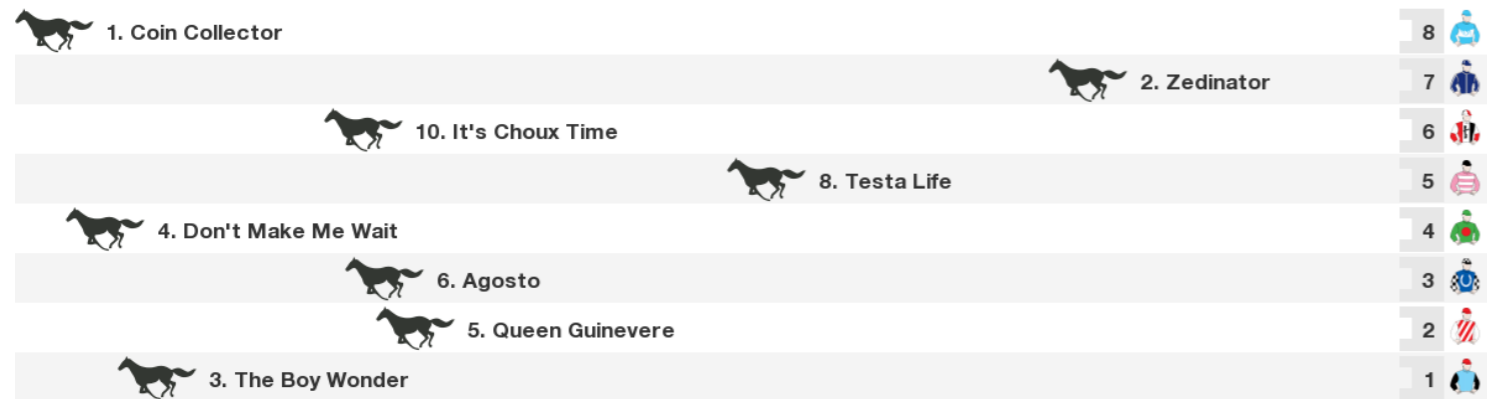 1. Coin Collector 8
2. Zedinator 7
10. It's Choux Time 6
8. Testa Life 5
4. Don't Make Me Wait 4
6. Agosto 3
5. Queen Guinevere 2
3. The Boy Wonder 1